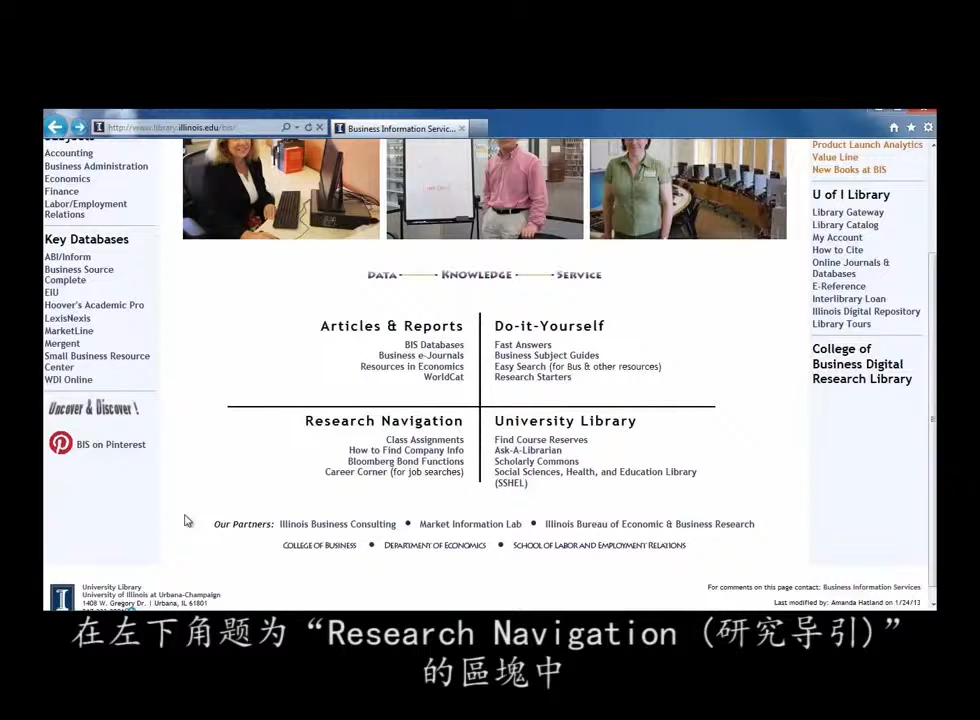 http://www.library.illinois.edu/bis/
Business Information Servic...
Accounting
Business Administration
Economics
Finance
Labor/Employment
Relations
Key Databases
ABI/Inform
Business Source
Complete
EIU
Hoover's Academic Pro
LexisNexis
MarketLine
Mergent
Small Business Resource
Center
WDI Online
Uncover & Discover!
BIS on Pinterest
DATA KNOWLEDGE SERVICE
Articles & Reports
BIS Databases
Business e-Journals
Resources in Economics
WorldCat
Do-it-Yourself
Fast Answers
Business Subject Guides
Easy Search (for Bus & other resources)
Research Starters
Research Navigation
Class Assignments
How to Find Company Info
Bloomberg Bond Functions
Career Corner (for job searches)
University Library
Find Course Reserves
Ask-A-Librarian
Scholarly Commons
Social Sciences, Health, and Education Library
(SSHEL)
Our Partners: Illinois Business Consulting • Market Information Lab • Illinois Bureau of Economic & Business Research
COLLEGE OF BUSINESS • DEPARTMENT OF ECONOMICS • SCHOOL OF LABOR AND EMPLOYMENT RELATIONS
Product Launch Analytics
Value Line
New Books at BIS
U of I Library
Library Gateway
Library Catalog
My Account
How to Cite
Online Journals &
Databases
E-Reference
Interlibrary Loan
Illinois Digital Repository
Library Tours
College of
Business Digital
Research Library
University Library
University of Illinois at Urbana-Champaign
1408 W. Gregory Dr. | Urbana, IL 61801
For comments on this page contact: Business Information Services
Last modified by: Amanda Hatland on 1/24/13
在左下角题为“Research Navigation (研究导引)”
的區塊中